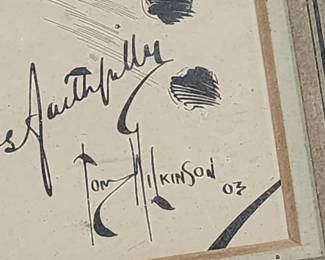 s faithfully
Tom Wilkinson 03